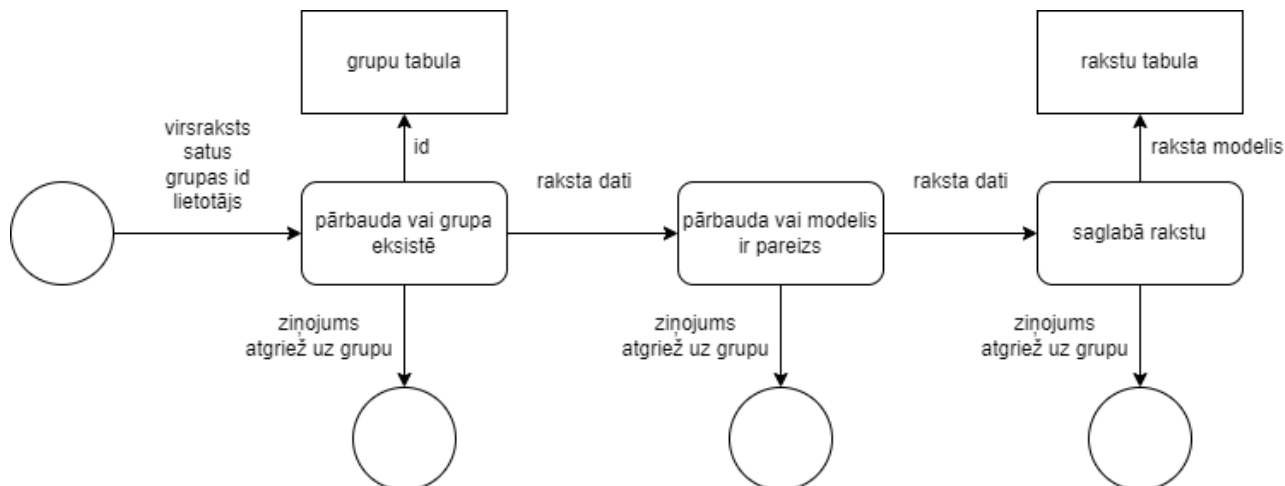 grupu tabula
rakstu tabula
virsraksts
satus
grupas id
lietotājs
id
raksta modelis
raksta dati
raksta dati
pārbauda vai grupa
eksistē
pārbauda vai modelis
ir pareizs
saglabā rakstu
ziņojums
atgriež uz grupu
ziņojums
atgriež uz grupu
ziņojums
atgriež uz grupu